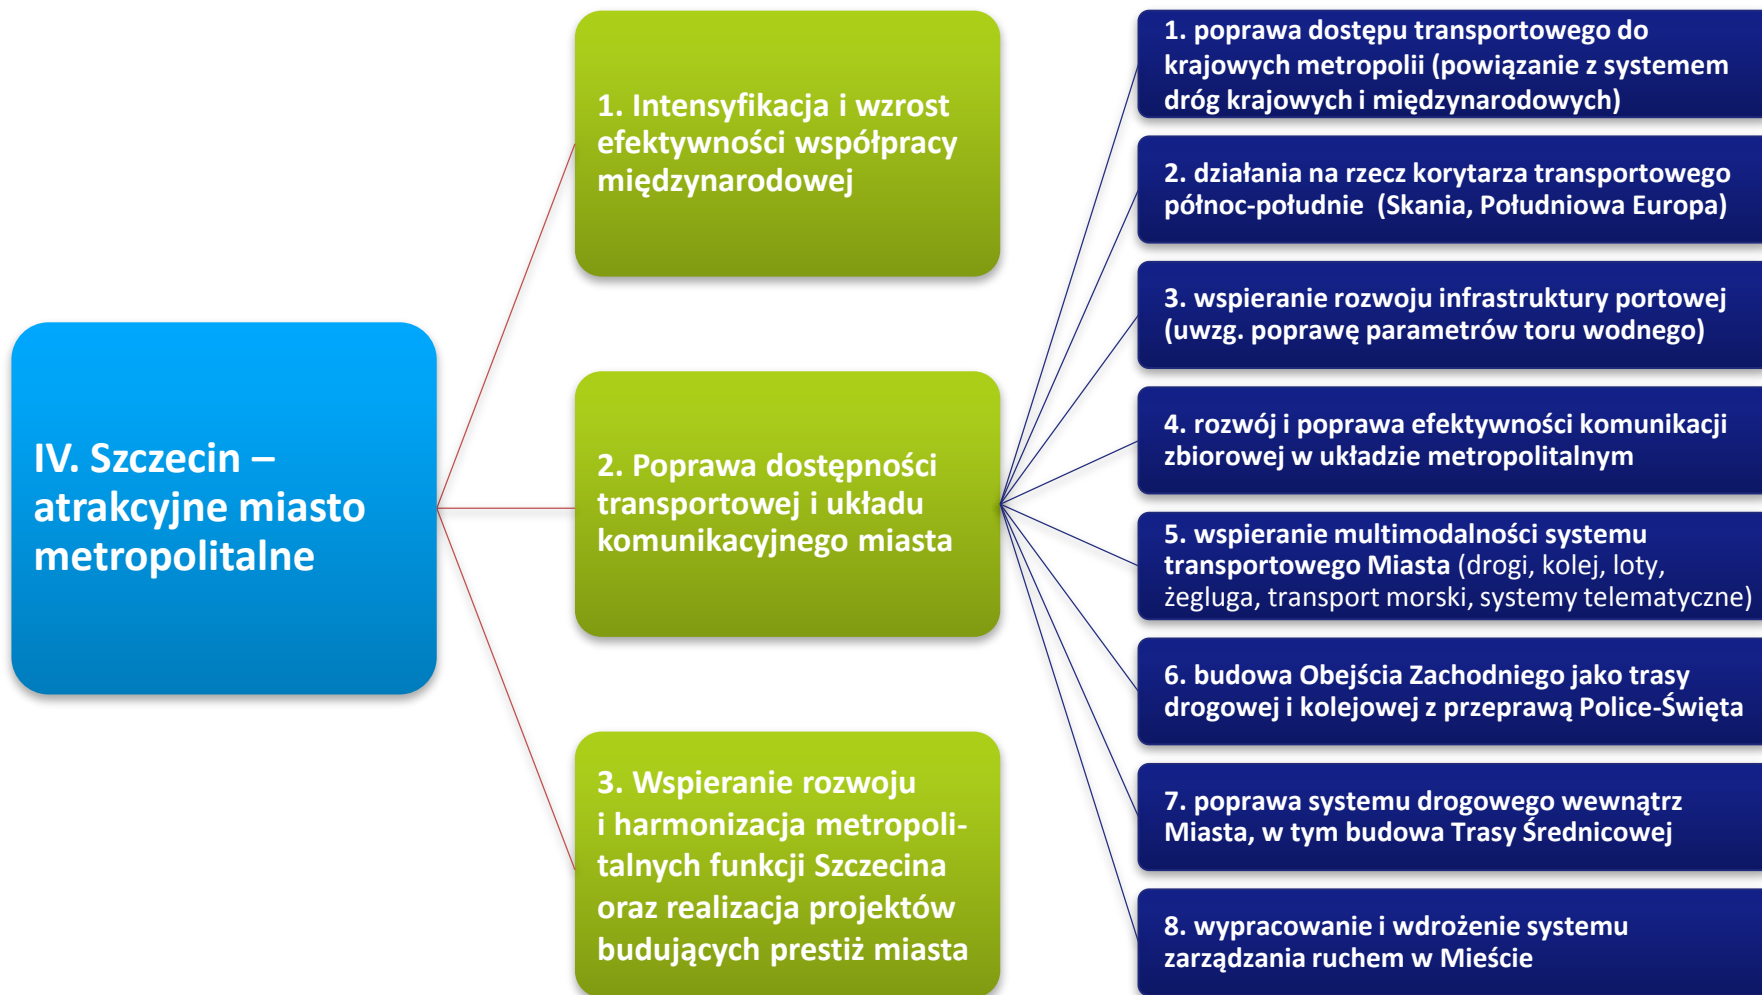 IV. Szczecin –
atrakcyjne miasto
metropolitalne
1. Intensyfikacja i wzrost
efektywności współpracy
międzynarodowej
2. Poprawa dostępności
transportowej i układu
komunikacyjnego miasta
3. Wspieranie rozwoju
i harmonizacja metropoli-
talnych funkcji Szczecina
oraz realizacja projektów
budujących prestiż miasta
1. poprawa dostępu transportowego do
krajowych metropolii (powiązanie z systemem
dróg krajowych i międzynarodowych)
2. działania na rzecz korytarza transportowego
północ-południe (Skania, Południowa Europa)
3. wspieranie rozwoju infrastruktury portowej
(uwzg. poprawę parametrów toru wodnego)
4. rozwój i poprawa efektywności komunikacji
zbiorowej w układzie metropolitalnym
5. wspieranie multimodalności systemu
transportowego Miasta (drogi, kolej, loty,
żegluga, transport morski, systemy telematyczne)
6. budowa Obejścia Zachodniego jako trasy
drogowej i kolejowej z przeprawą Police-Święta
7. poprawa systemu drogowego wewnątrz
Miasta, w tym budowa Trasy Średnicowej
8. wypracowanie i wdrożenie systemu
zarządzania ruchem w Mieście